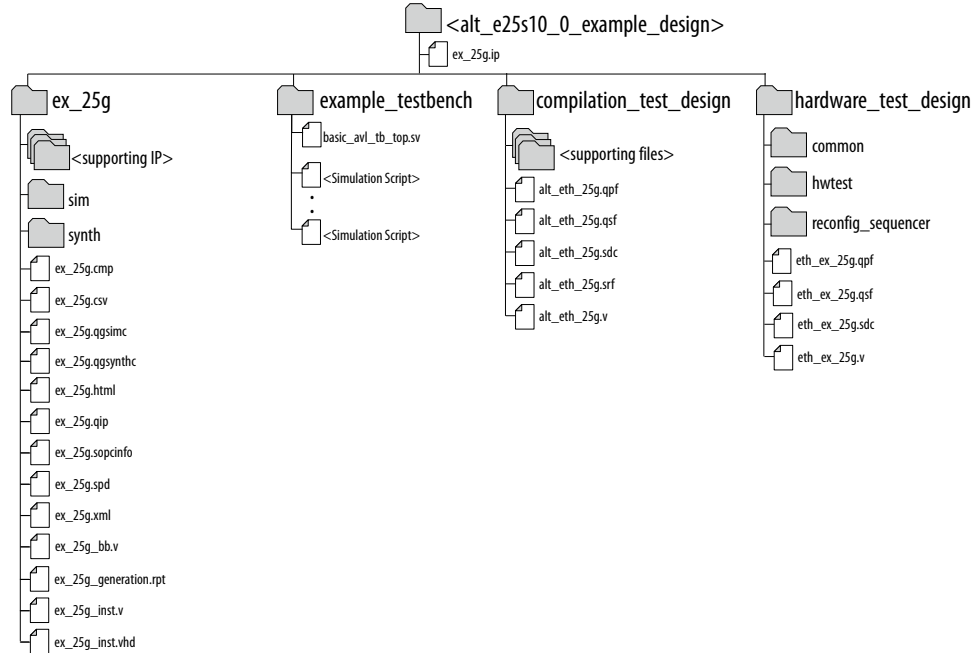 <alt_e25s10_0_example_design>
ex_25g.ip
ex_25g
<supporting IP>
sim
synth
ex_25g.cmp
ex_25g.csv
ex_25g.qgsimc
ex_25g.qgsynthc
ex_25g.html
ex_25g.qip
ex_25g.sopcinfo
ex_25g.spd
ex_25g.xml
ex_25g_bb.v
ex_25g_generation.rpt
ex_25g_inst.v
ex_25g_inst.vhd
example_testbench
basic_avl_tb_top.sv
<Simulation Script>
<Simulation Script>
compilation_test_design
<supporting files>
alt_eth_25g.qpf
alt_eth_25g.qsf
alt_eth_25g.sdc
alt_eth_25g.srf
alt_eth_25g.v
hardware_test_design
common
hwtest
reconfig_sequencer
eth_ex_25g.qpf
eth_ex_25g.qsf
eth_ex_25g.sdc
eth_ex_25g.v